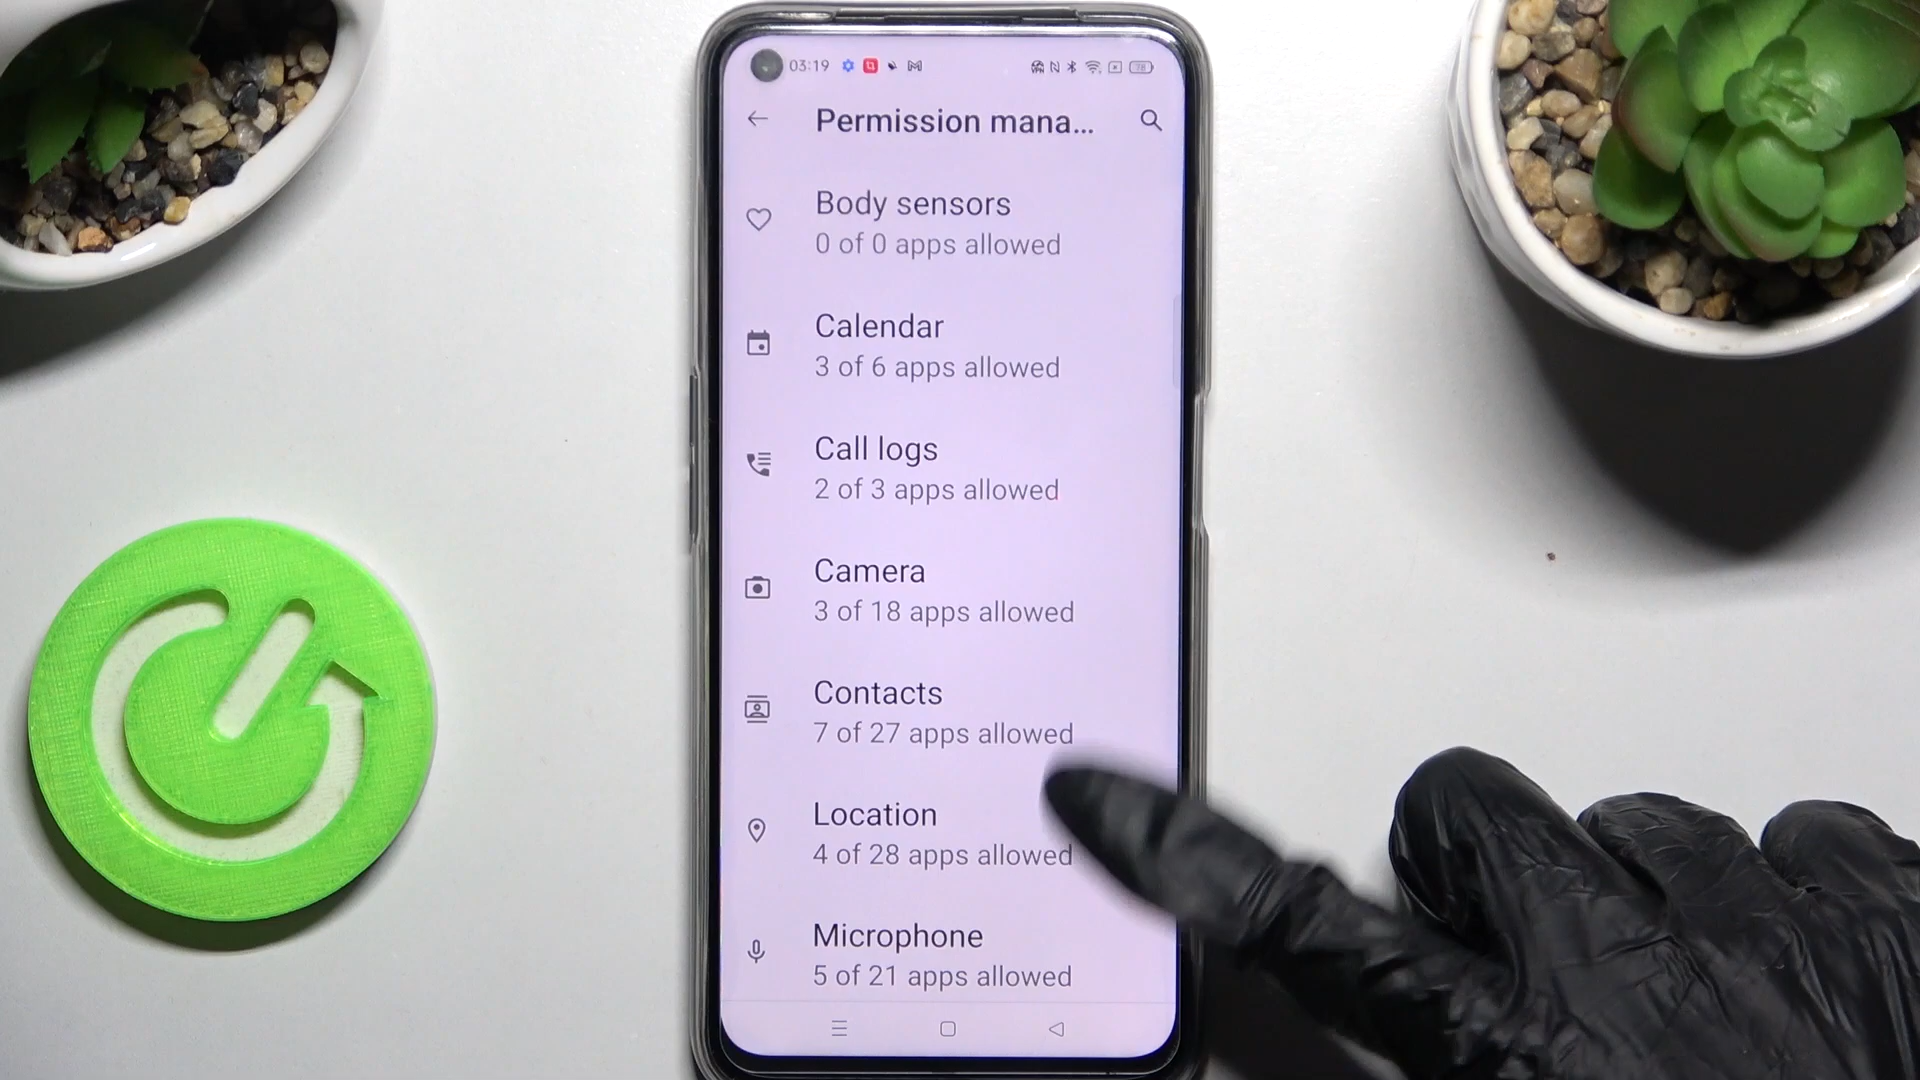 03:19
78
Permission mana...
Body sensors
0 of 0 apps allowed
Calendar
3 of 6 apps allowed
Call logs
2 of 3 apps allowed
Camera
3 of 18 apps allowed
Contacts
7 of 27 apps allowed
Location
4 of 28 apps allowed
Microphone
5 of 21 apps allowed